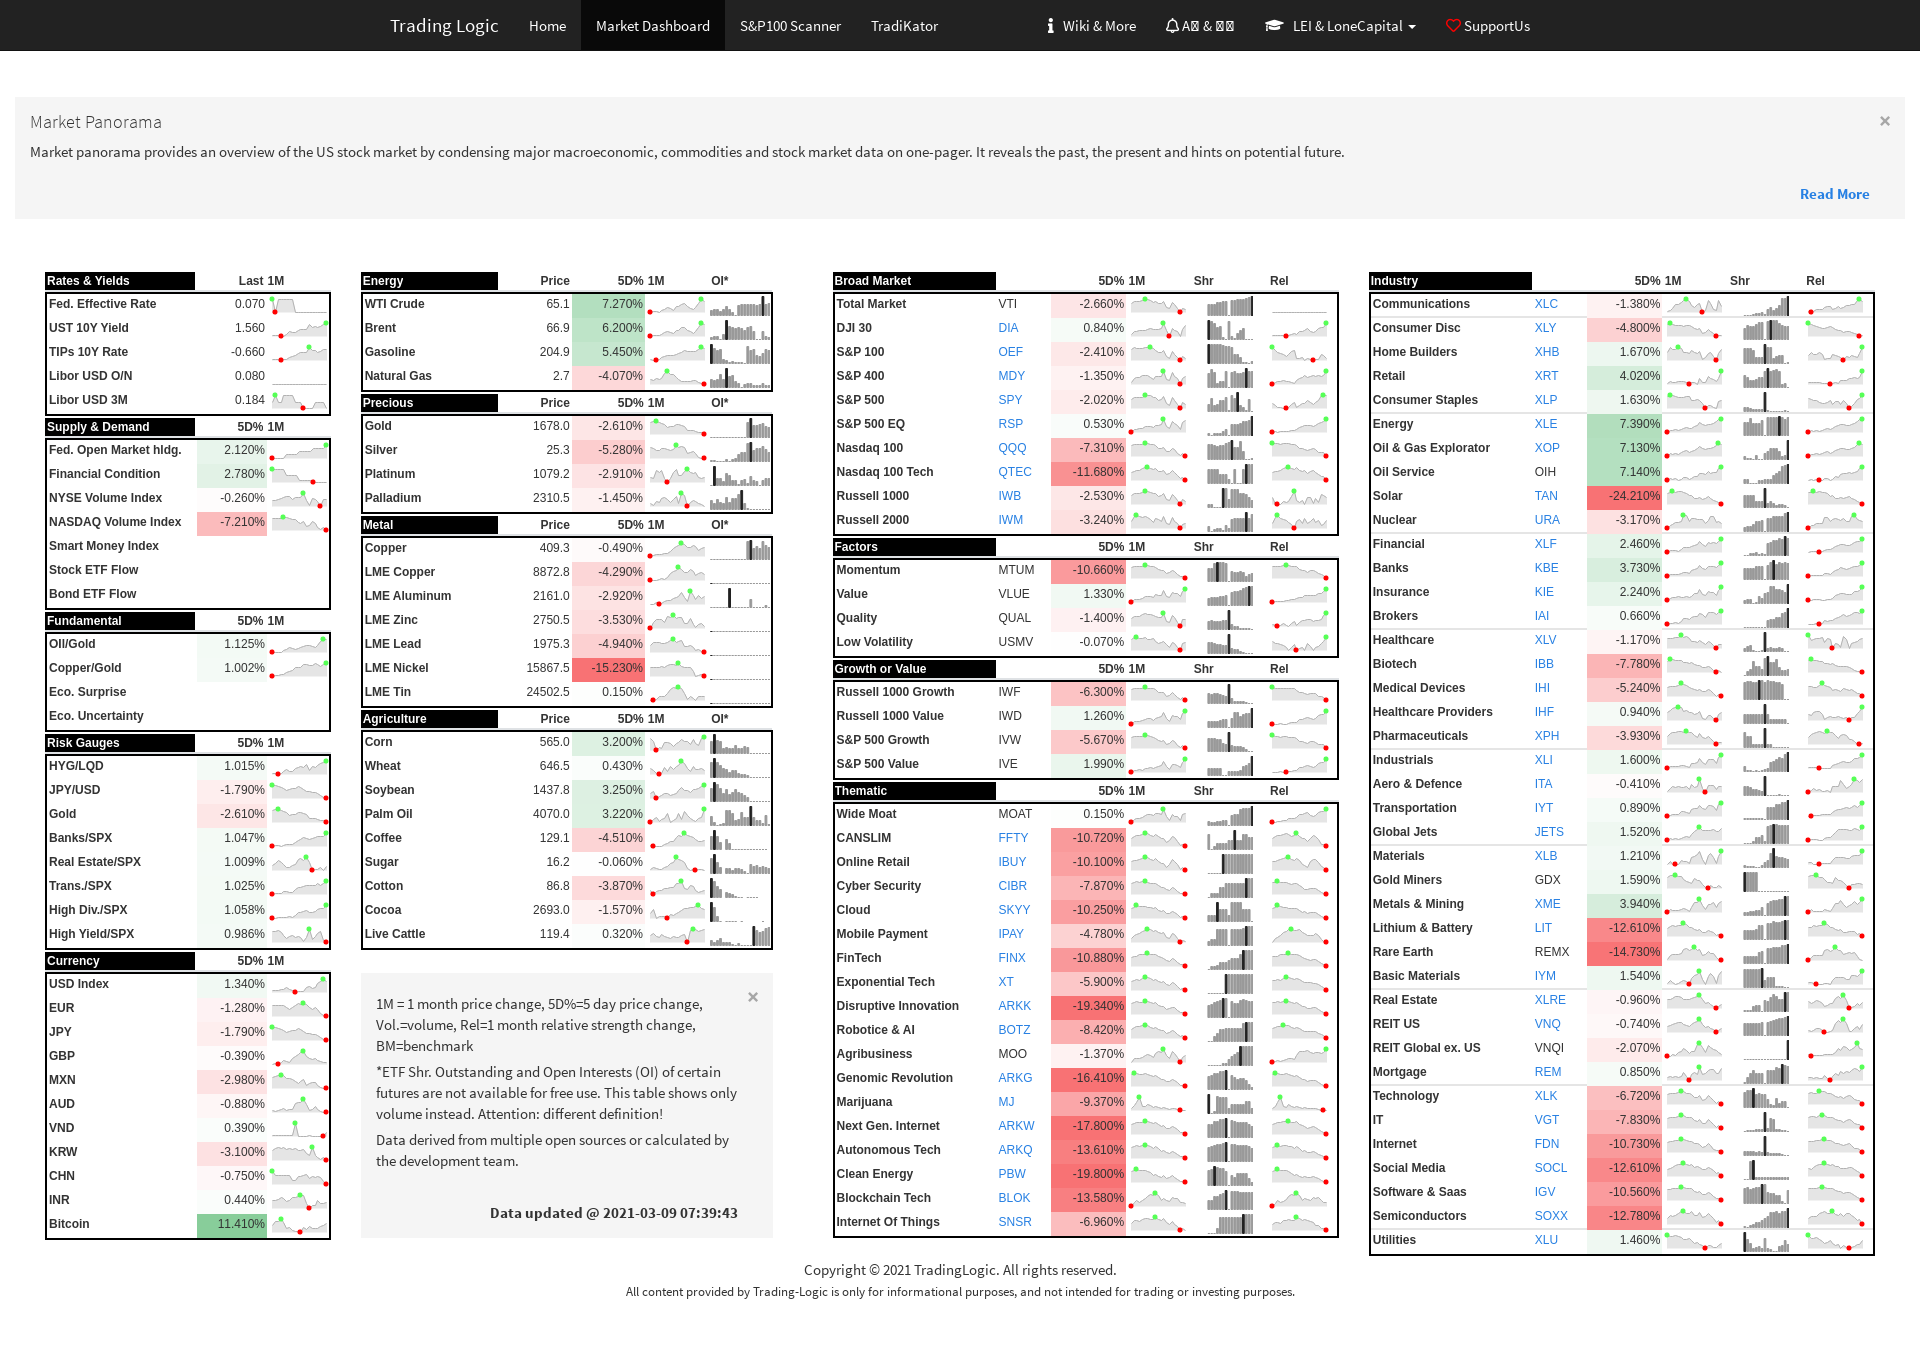 Trading Logic Home Market Dashboard S&P100 Scanner TradiKator Wiki & More LEI & LoneCapital SupportUs
Market Panorama ×
Market panorama provides an overview of the US stock market by condensing major macroeconomic, commodities and stock market data on one-pager. It reveals the past, the present and hints on potential future.
Read More
Rates & Yields Last 1M
Fed. Effective Rate 0.070
UST 10Y Yield 1.560
TIPs 10Y Rate -0.660
Libor USD O/N 0.080
Libor USD 3M 0.184
Supply & Demand 5D% 1M
Fed. Open Market hldg. 2.120%
Financial Condition 2.780%
NYSE Volume Index -0.260%
NASDAQ Volume Index -7.210%
Smart Money Index
Stock ETF Flow
Bond ETF Flow
Fundamental 5D% 1M
Oll/Gold 1.125%
Copper/Gold 1.002%
Eco. Surprise
Eco. Uncertainty
Risk Gauges 5D% 1M
HYG/LQD 1.015%
JPY/USD -1.790%
Gold -2.610%
Banks/SPX 1.047%
Real Estate/SPX 1.009%
Trans./SPX 1.025%
High Div./SPX 1.058%
High Yield/SPX 0.986%
Currency 5D% 1M
USD Index 1.340%
EUR -1.280%
JPY -1.790%
GBP -0.390%
MXN -2.980%
AUD -0.880%
VND 0.390%
KRW -3.100%
CHN -0.750%
INR 0.440%
Bitcoin 11.410%
Energy Price 5D% 1M OI*
WTI Crude 65.1 7.270%
Brent 66.9 6.200%
Gasoline 204.9 5.450%
Natural Gas 2.7 -4.070%
Precious Price 5D% 1M OI*
Gold 1678.0 -2.610%
Silver 25.3 -5.280%
Platinum 1079.2 -2.910%
Palladium 2310.5 -1.450%
Metal Price 5D% 1M OI*
Copper 409.3 -0.490%
LME Copper 8872.8 -4.290%
LME Aluminum 2161.0 -2.920%
LME Zinc 2750.5 -3.530%
LME Lead 1975.3 -4.940%
LME Nickel 15867.5 -15.230%
LME Tin 24502.5 0.150%
Agriculture Price 5D% 1M OI*
Corn 565.0 3.200%
Wheat 646.5 0.430%
Soybean 1437.8 3.250%
Palm Oil 4070.0 3.220%
Coffee 129.1 -4.510%
Sugar 16.2 -0.060%
Cotton 86.8 -3.870%
Cocoa 2693.0 -1.570%
Live Cattle 119.4 0.320%
×
1M = 1 month price change, 5D%=5 day price change,
Vol.=volume, Rel=1 month relative strength change,
BM=benchmark
*ETF Shr. Outstanding and Open Interests (OI) of certain
futures are not available for free use. This table shows only
volume instead. Attention: different definition!
Data derived from multiple open sources or calculated by
the development team.
Data updated @ 2021-03-09 07:39:43
Broad Market 5D% 1M Shr Rel
Total Market VTI -2.660%
DJI 30 DIA 0.840%
S&P 100 OEF -2.410%
S&P 400 MDY -1.350%
S&P 500 SPY -2.020%
S&P 500 EQ RSP 0.530%
Nasdaq 100 QQQ -7.310%
Nasdaq 100 Tech QTEC -11.680%
Russell 1000 IWB -2.530%
Russell 2000 IWM -3.240%
Factors 5D% 1M Shr Rel
Momentum MTUM -10.660%
Value VLUE 1.330%
Quality QUAL -1.400%
Low Volatility USMV -0.070%
Growth or Value 5D% 1M Shr Rel
Russell 1000 Growth IWF -6.300%
Russell 1000 Value IWD 1.260%
S&P 500 Growth IVW -5.670%
S&P 500 Value IVE 1.990%
Thematic 5D% 1M Shr Rel
Wide Moat MOAT 0.150%
CANSLIM FFTY -10.720%
Online Retail IBUY -10.100%
Cyber Security CIBR -7.870%
Cloud SKYY -10.250%
Mobile Payment IPAY -4.780%
FinTech FINX -10.880%
Exponential Tech XT -5.900%
Disruptive Innovation ARKK -19.340%
Robotice & AI BOTZ -8.420%
Agribusiness MOO -1.370%
Genomic Revolution ARKG -16.410%
Marijuana MJ -9.370%
Next Gen. Internet ARKW -17.800%
Autonomous Tech ARKQ -13.610%
Clean Energy PBW -19.800%
Blockchain Tech BLOK -13.580%
Internet Of Things SNSR -6.960%
Industry 5D% 1M Shr Rel
Communications XLC -1.380%
Consumer Disc XLY -4.800%
Home Builders XHB 1.670%
Retail XRT 4.020%
Consumer Staples XLP 1.630%
Energy XLE 7.390%
Oil & Gas Explorator XOP 7.130%
Oil Service OIH 7.140%
Solar TAN -24.210%
Nuclear URA -3.170%
Financial XLF 2.460%
Banks KBE 3.730%
Insurance KIE 2.240%
Brokers IAI 0.660%
Healthcare XLV -1.170%
Biotech IBB -7.780%
Medical Devices IHI -5.240%
Healthcare Providers IHF 0.940%
Pharmaceuticals XPH -3.930%
Industrials XLI 1.600%
Aero & Defence ITA -0.410%
Transportation IYT 0.890%
Global Jets JETS 1.520%
Materials XLB 1.210%
Gold Miners GDX 1.590%
Metals & Mining XME 3.940%
Lithium & Battery LIT -12.610%
Rare Earth REMX -14.730%
Basic Materials IYM 1.540%
Real Estate XLRE -0.960%
REIT US VNQ -0.740%
REIT Global ex. US VNQI -2.070%
Mortgage REM 0.850%
Technology XLK -6.720%
IT VGT -7.830%
Internet FDN -10.730%
Social Media SOCL -12.610%
Software & Saas IGV -10.560%
Semiconductors SOXX -12.780%
Utilities XLU 1.460%
Copyright © 2021 TradingLogic. All rights reserved.
All content provided by Trading-Logic is only for informational purposes, and not intended for trading or investing purposes.